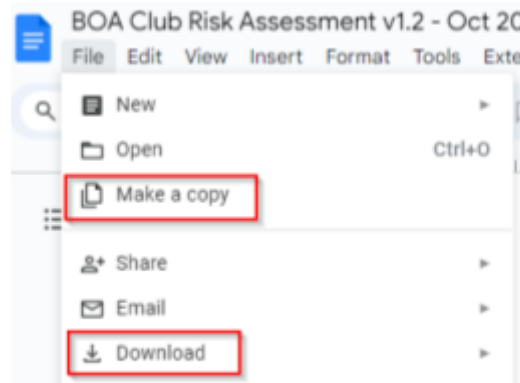 BOA Club Risk Assessment v1.2 - Oct 20
File Edit View Insert Format Tools Exte
New
Open Ctrl+O
Make a copy
Share
Email
Download